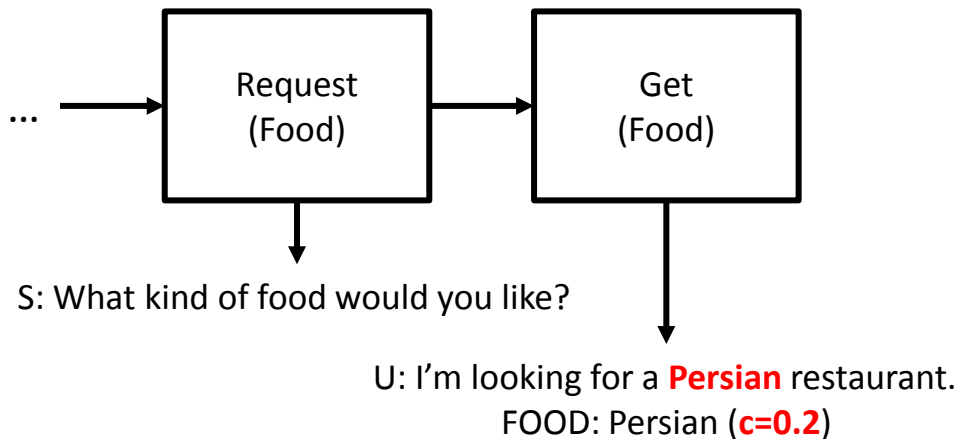 ...
Request
(Food)
Get
(Food)
S: What kind of food would you like?
U: I’m looking for a Persian restaurant.
FOOD: Persian (c=0.2)